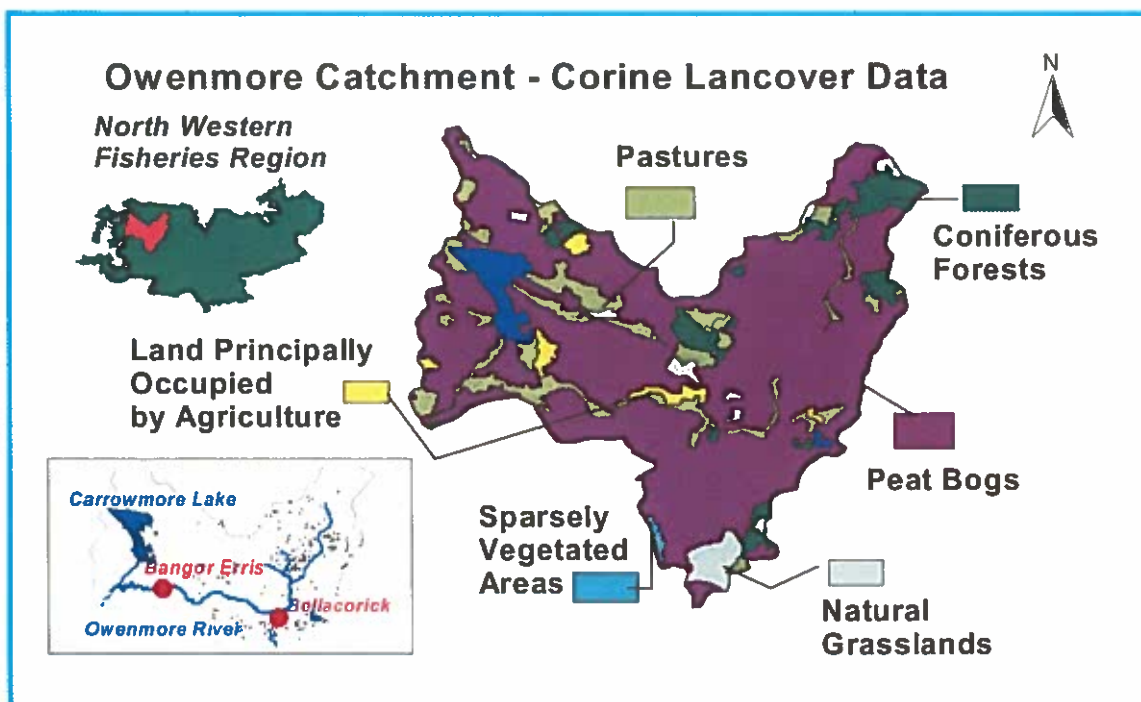 Owenmore Catchment - Corine Lancover Data
N
North Western
Fisheries Region
Pastures
Coniferous
Forests
Land Principally
Occupied
by Agriculture
Peat Bogs
Sparsely
Vegetated
Areas
Natural
Grasslands
Carrowmore Lake
Bangor Erris
Bellacorick
Owenmore River